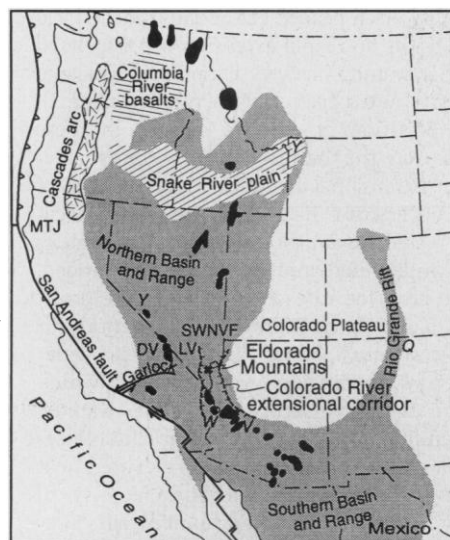 Columbia
River
basalts
Cascades arc
Snake River plain
MTJ
Northern Basin
and Range
San Andreas fault
Y
SWNVF
Colorado Plateau
Rio Grande Rift
DV
LV
Eldorado
Mountains
Garlock
Colorado River
extensional corridor
W
W
Pacific Ocean
Southern Basin
and Range
Mexico